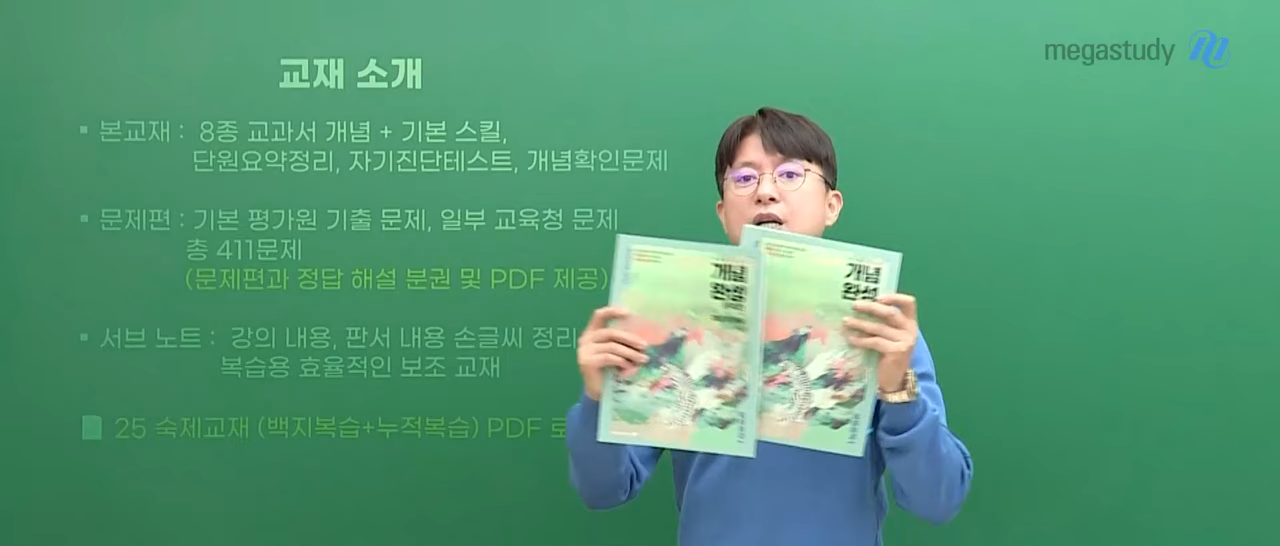 megastudy
교재 소개
▪ 본교재 : 8종 교과서 개념 + 기본 스킬,
단원요약정리, 자기진단테스트, 개념확인문제
▪ 문제편 : 기본 평가원 기출 문제, 일부 교육청 문제
총 411문제
(문제편과 정답 해설 분권 및 PDF 제공)
▪ 서브 노트 : 강의 내용, 판서 내용 손글씨 정리
복습용 효율적인 보조 교재
25 숙제교재 (백지복습+누적복습) PDF
개념
완성
개념
완성